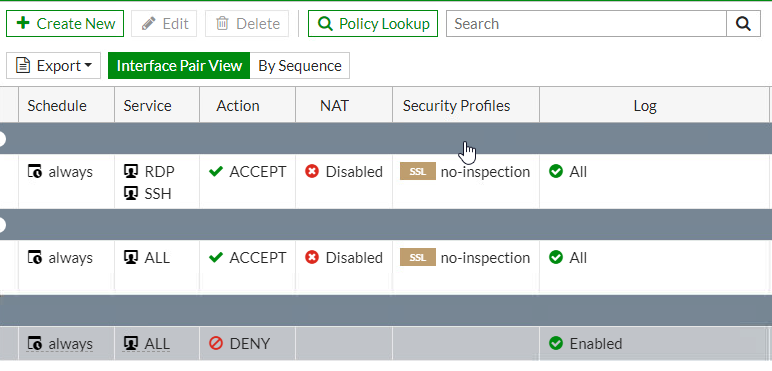 Create New Edit Delete Policy Lookup Search
Export Interface Pair View By Sequence
Schedule Service Action NAT Security Profiles Log
always RDP ACCEPT Disabled SSL no-inspection All
SSH
always ALL ACCEPT Disabled SSL no-inspection All
always ALL DENY Enabled